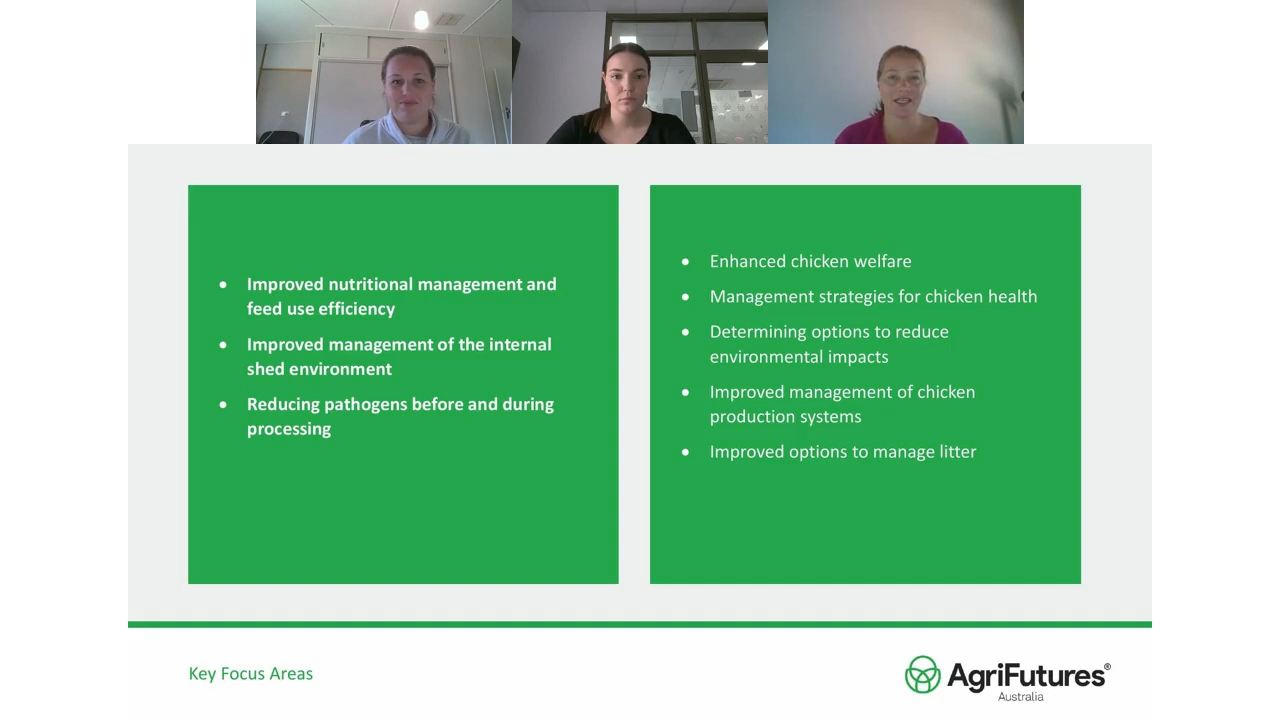 • Improved nutritional management and
feed use efficiency
• Improved management of the internal
shed environment
• Reducing pathogens before and during
processing
• Enhanced chicken welfare
• Management strategies for chicken health
• Determining options to reduce
environmental impacts
• Improved management of chicken
production systems
• Improved options to manage litter
Key Focus Areas
AgriFutures®
Australia